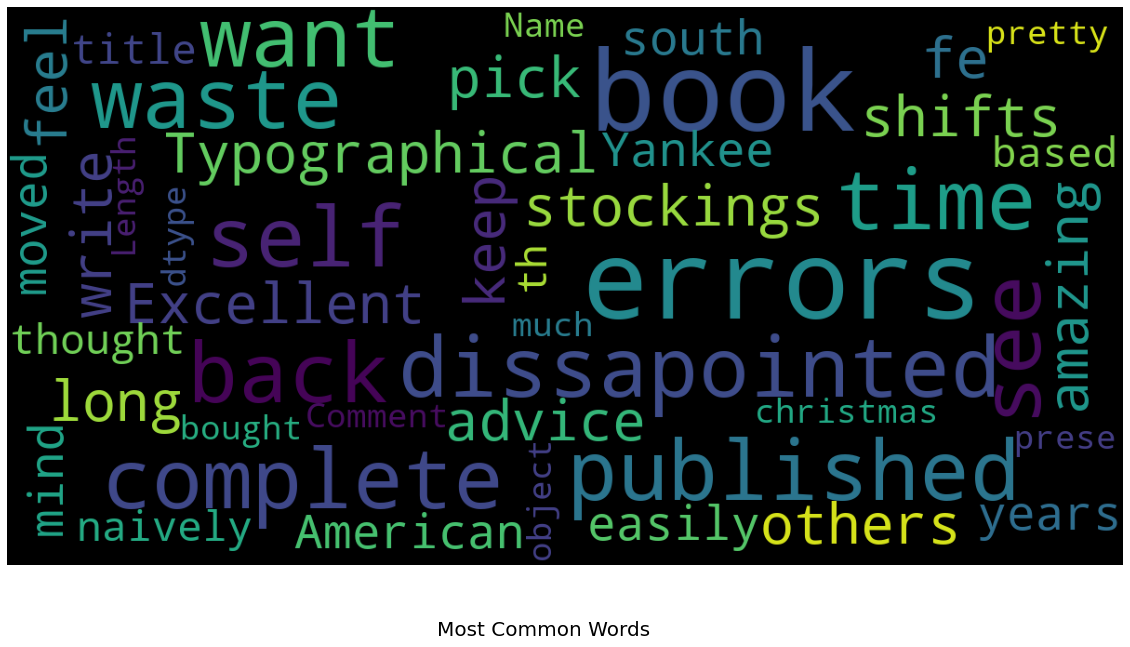 Name
want
south
pretty
title
feel
fe
pick
book
waste
shifts
Typographical
Yankee
based
Length
write
moved
dtype
keep
stockings
time
amazing
self
th
errors
Excellent
see
much
thought
back
dissapointed
long
Comment
advice
christmas
bought
mind
prese
complete
object
published
naively
American
easily
others
years
Most Common Words